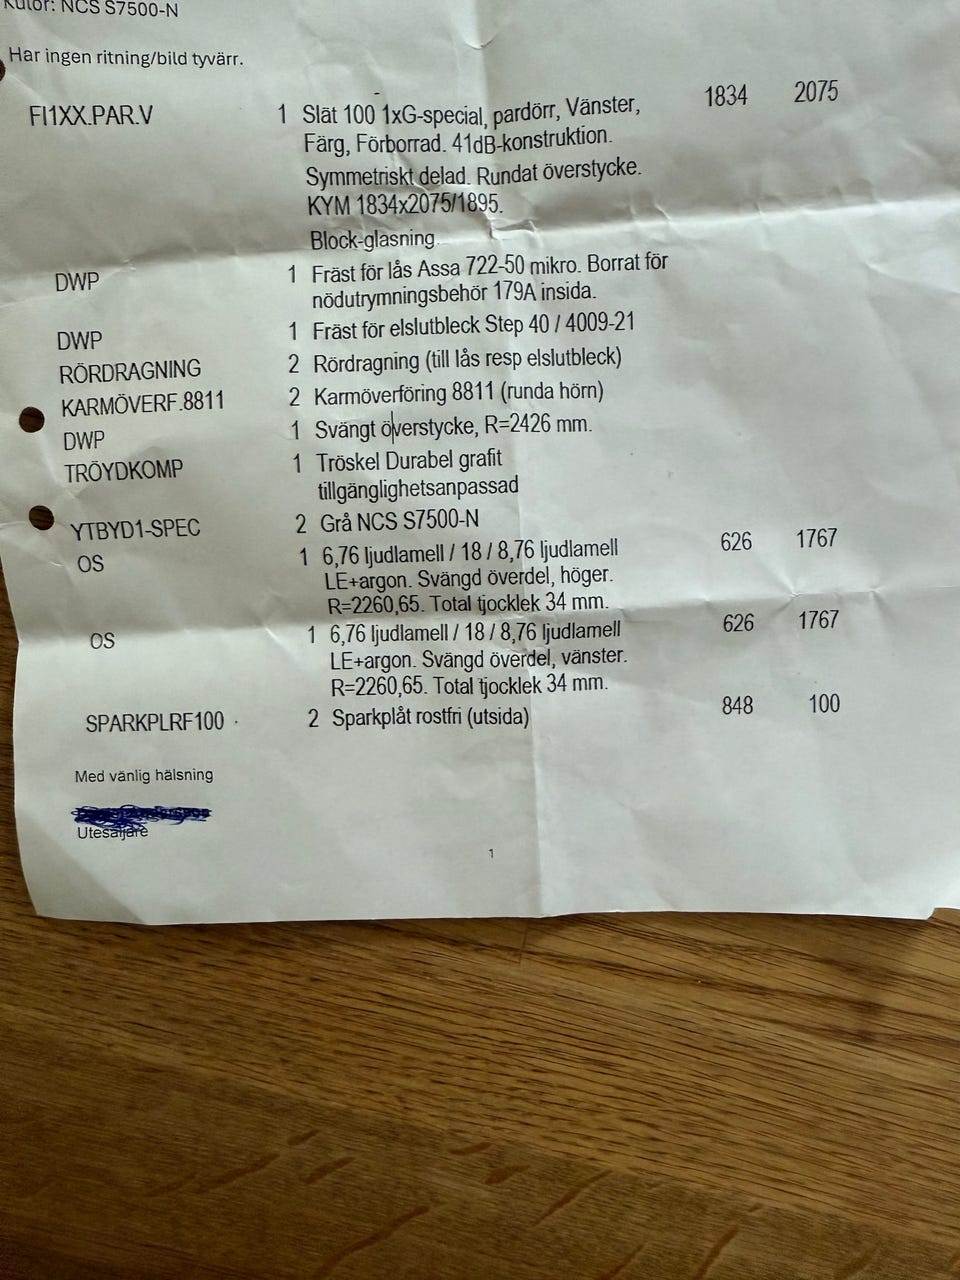 Kulör: NCS S7500-N
Har ingen ritning/bild tyvärr.
FI1XX.PAR.V 1 Slät 100 1xG-special, pardörr, Vänster, 1834 2075
Färg, Förborrad. 41dB-konstruktion.
Symmetriskt delad. Rundat överstycke.
KYM 1834x2075/1895.
Block-glasning.
DWP 1 Fräst för lås Assa 722-50 mikro. Borrat för
nödutrymningsbehör 179A insida.
DWP 1 Fräst för elslutbleck Step 40 / 4009-21
RÖRDRAGNING 2 Rördragning (till lås resp elslutbleck)
KARMÖVERF.8811 2 Karmöverföring 8811 (runda hörn)
DWP 1 Svängt överstycke, R=2426 mm.
TRÖYDKOMP 1 Tröskel Durabel grafit
tillgänglighetsanpassad
YTBYD1-SPEC 2 Grå NCS S7500-N
OS 1 6,76 ljudlamell / 18 / 8,76 ljudlamell 626 1767
LE+argon. Svängd överdel, höger.
R=2260,65. Total tjocklek 34 mm.
OS 1 6,76 ljudlamell / 18 / 8,76 ljudlamell 626 1767
LE+argon. Svängd överdel, vänster.
R=2260,65. Total tjocklek 34 mm.
SPARKPLRF100 2 Sparkplåt rostfri (utsida) 848 100
Med vänlig hälsning
Utesäljare
1